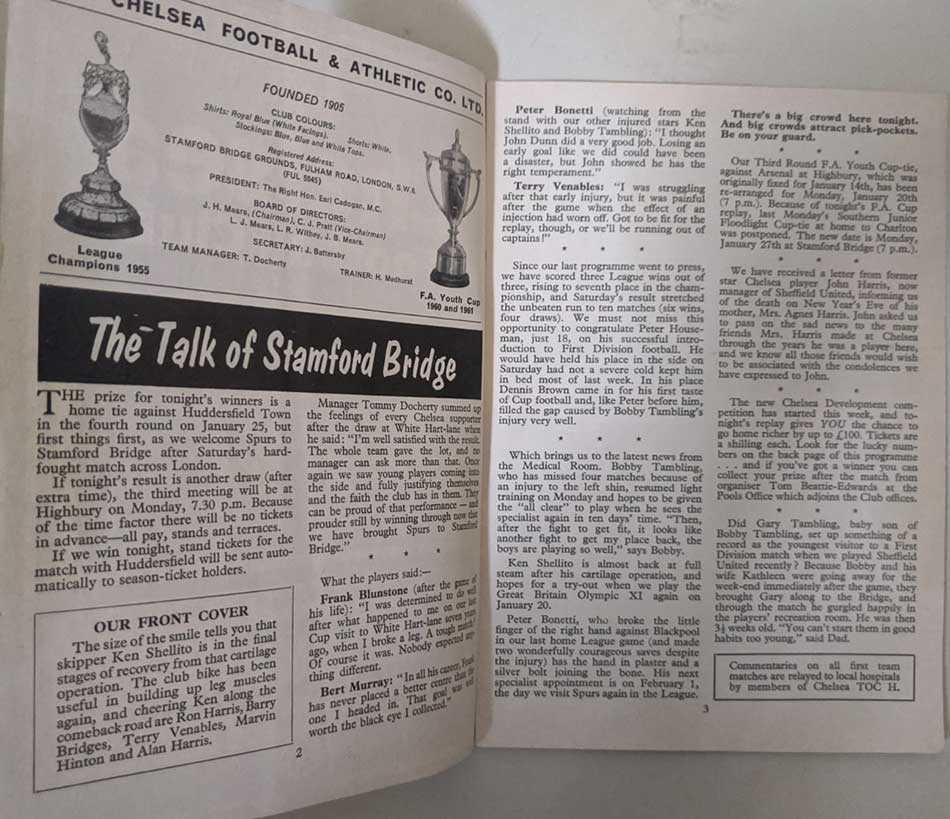 CHELSEA FOOTBALL & ATHLETIC CO. LTD.
FOUNDED 1905
CLUB COLOURS:
Shirts: Royal Blue (White Facings). Shorts: White.
Stockings: Blue, Blue and White Tops.
Registered Address:
STAMFORD BRIDGE GROUNDS, FULHAM ROAD, LONDON, S.W.6
(FUL 5545)
PRESIDENT: The Right Hon. Earl Cadogan, M.C.
BOARD OF DIRECTORS:
J. H. Mears, (Chairman), C. J. Pratt (Vice-Chairman)
L. J. Mears, L. R. Withey, J. B. Mears.
SECRETARY: J. Battersby
TEAM MANAGER: T. Docherty
TRAINER: H. Medhurst
League
Champions 1955
F.A. Youth Cup
1960 and 1961
The Talk of Stamford Bridge
THE prize for tonight's winners is a
home tie against Huddersfield Town
in the fourth round on January 25, but
first things first, as we welcome Spurs to
Stamford Bridge after Saturday's hard-
fought match across London.
If tonight's result is another draw (after
extra time), the third meeting will be at
Highbury on Monday, 7.30 p.m. Because
of the time factor there will be no tickets
in advance—all pay, stands and terraces.
If we win tonight, stand tickets for the
match with Huddersfield will be sent auto-
matically to season-ticket holders.
OUR FRONT COVER
The size of the smile tells you that
skipper Ken Shellito is in the final
stages of recovery from that cartilage
operation. The club bike has been
useful in building up leg muscles
again, and cheering Ken along the
comeback road are Ron Harris, Barry
Bridges, Terry Venables, Marvin
Hinton and Alan Harris.
Manager Tommy Docherty summed up
the feelings of every Chelsea supporter
after the draw at White Hart-lane when
he said: "I'm well satisfied with the result.
The whole team gave the lot, and no
manager can ask more than that. Once
again we saw young players coming into
the side and fully justifying themselves
and the faith the club has in them. They
can be proud of that performance — and
prouder still by winning through now that
we have brought Spurs to Stamford
Bridge."
* * *
What the players said:—
Frank Blunstone (after the game of
his life): "I was determined to do well
after what happened to me on our last
Cup visit to White Hart-lane seven years
ago, when I broke a leg. A tough match?
Of course it was. Nobody expected any-
thing different.
Bert Murray: "In all his career, Frank
has never placed a better centre than the
one I headed in. That goal was well
worth the black eye I collected."
2
Peter Bonetti (watching from the
stand with our other injured stars Ken
Shellito and Bobby Tambling): "I thought
John Dunn did a very good job. Losing an
early goal like we did could have been
a disaster, but John showed he has the
right temperament."
Terry Venables: "I was struggling
after that early injury, but it was painful
after the game when the effect of an
injection had worn off. Got to be fit for the
replay, though, or we'll be running out of
captains!"
* * *
Since our last programme went to press,
we have scored three League wins out of
three, rising to seventh place in the cham-
pionship, and Saturday's result stretched
the unbeaten run to ten matches (six wins,
four draws). We must not miss this
opportunity to congratulate Peter House-
man, just 18, on his successful intro-
duction to First Division football. He
would have held his place in the side on
Saturday had not a severe cold kept him
in bed most of last week. In his place
Dennis Brown came in for his first taste
of Cup football and, like Peter before him,
filled the gap caused by Bobby Tambling's
injury very well.
* * *
Which brings us to the latest news from
the Medical Room. Bobby Tambling,
who has missed four matches because of
an injury to the left shin, resumed light
training on Monday and hopes to be given
the "all clear" to play when he sees the
specialist again in ten days' time. "Then,
after the fight to get fit, it looks like
another fight to get my place back, the
boys are playing so well," says Bobby.
Ken Shellito is almost back at full
steam after his cartilage operation, and
hopes for a try-out when we play the
Great Britain Olympic XI again on
January 20.
Peter Bonetti, who broke the little
finger of the right hand against Blackpool
in our last home League game (and made
two wonderfully courageous saves despite
the injury) has the hand in plaster and a
silver bolt joining the bone. His next
specialist appointment is on February 1,
the day we visit Spurs again in the League.
There's a big crowd here tonight.
And big crowds attract pick-pockets.
Be on your guard.
* * *
Our Third Round F.A. Youth Cup-tie,
against Arsenal at Highbury, which was
originally fixed for January 14th, has been
re-arranged for Monday, January 20th
(7 p.m.). Because of tonight's F.A. Cup
replay, last Monday's Southern Junior
Floodlight Cup-tie at home to Charlton
was postponed. The new date is Monday,
January 27th at Stamford Bridge (7 p.m.).
* * *
We have received a letter from former
star Chelsea player John Harris, now
manager of Sheffield United, informing us
of the death on New Year's Eve of his
mother, Mrs. Agnes Harris. John asked us
to pass on the sad news to the many
friends Mrs. Harris made at Chelsea
through the years he was a player here,
and we know all those friends would wish
to be associated with the condolences we
have expressed to John.
* * *
The new Chelsea Development com-
petition has started this week, and to-
night's replay gives YOU the chance to
go home richer by up to £100. Tickets are
a shilling each. Look for the lucky num-
bers on the back page of this programme
. . . . and if you've got a winner you can
collect your prize after the match from
organiser Tom Beattie-Edwards at the
Pools Office which adjoins the Club offices.
* * *
Did Gary Tambling, baby son of
Bobby Tambling, set up something of a
record as the youngest visitor to a First
Division match when we played Sheffield
United recently? Because Bobby and his
wife Kathleen were going away for the
week-end immediately after the game, they
brought Gary along to the Bridge, and
through the match he gurgled happily in
the players' recreation room. He was then
3½ weeks old. "You can't start them in good
habits too young," said Dad.
Commentaries on all first team
matches are relayed to local hospitals
by members of Chelsea TOC H.
3